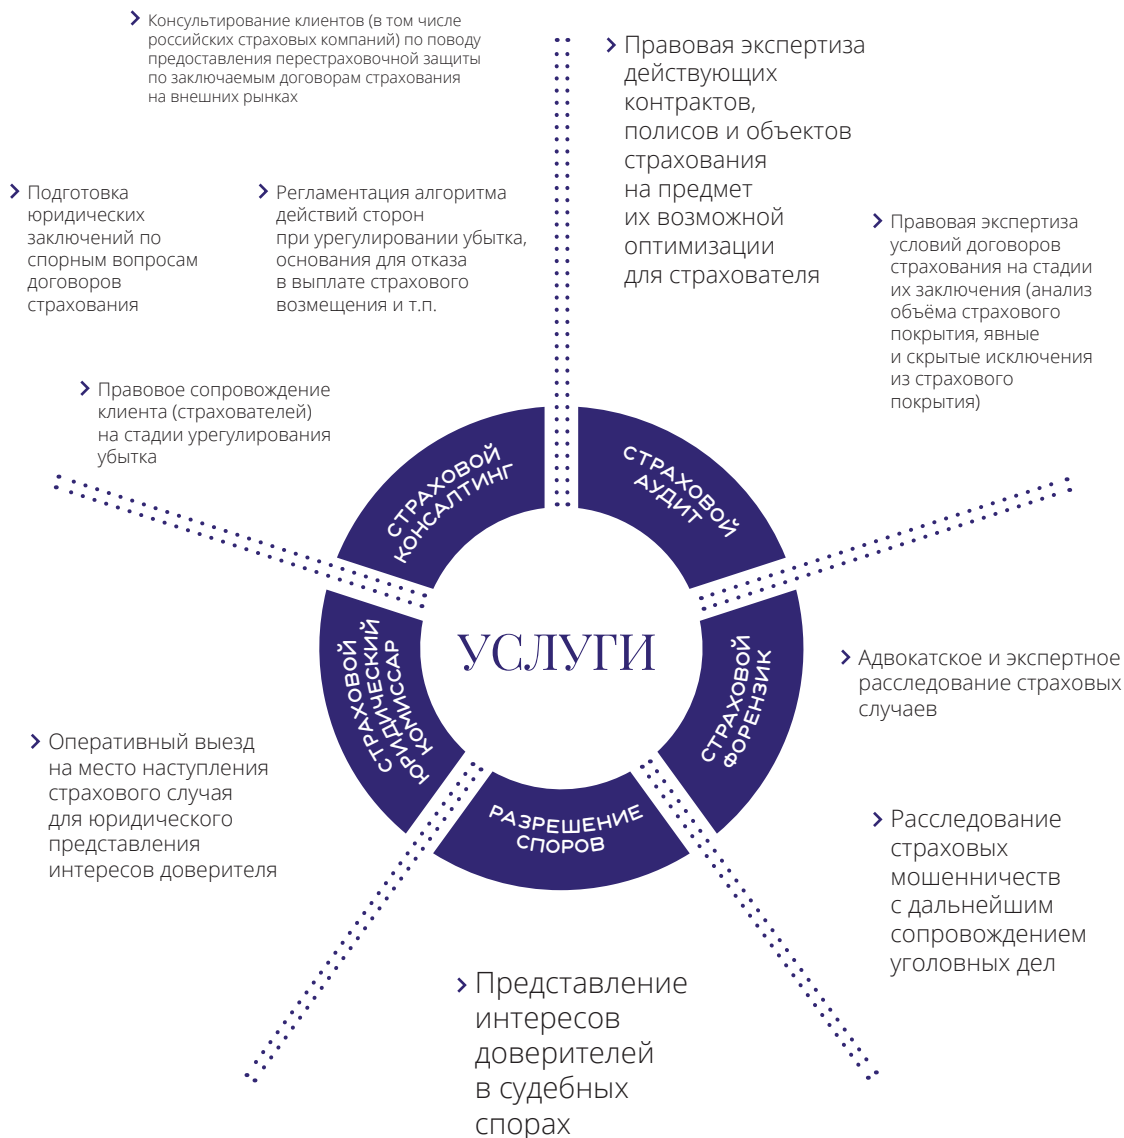 Консультирование клиентов (в том числе
российских страховых компаний) по поводу
предоставления перестраховочной защиты
по заключаемым договорам страхования
на внешних рынках
Подготовка
юридических
заключений по
спорным вопросам
договоров
страхования
Регламентация алгоритма
действий сторон
при урегулировании убытка,
основания для отказа
в выплате страхового
возмещения и т.п.
Правовое сопровождение
клиента (страхователей)
на стадии урегулирования
убытка
Правовая экспертиза
действующих
контрактов,
полисов и объектов
страхования
на предмет
их возможной
оптимизации
для страхователя
Правовая экспертиза
условий договоров
страхования на стадии
их заключения (анализ
объёма страхового
покрытия, явные
и скрытые исключения
из страхового
покрытия)
СТРАХОВОЙ
КОНСАЛТИНГ
СТРАХОВОЙ
АУДИТ
УСЛУГИ
СТРАХОВОЙ
ЮРИДИЧЕСКИЙ
КОМИССАР
СТРАХОВОЙ
ФОРЕНЗИК
РАЗРЕШЕНИЕ
СПОРОВ
Адвокатское и экспертное
расследование страховых
случаев
Оперативный выезд
на место наступления
страхового случая
для юридического
представления
интересов доверителя
Расследование
страховых
мошенничеств
с дальнейшим
сопровождением
уголовных дел
Представление
интересов
доверителей
в судебных
спорах